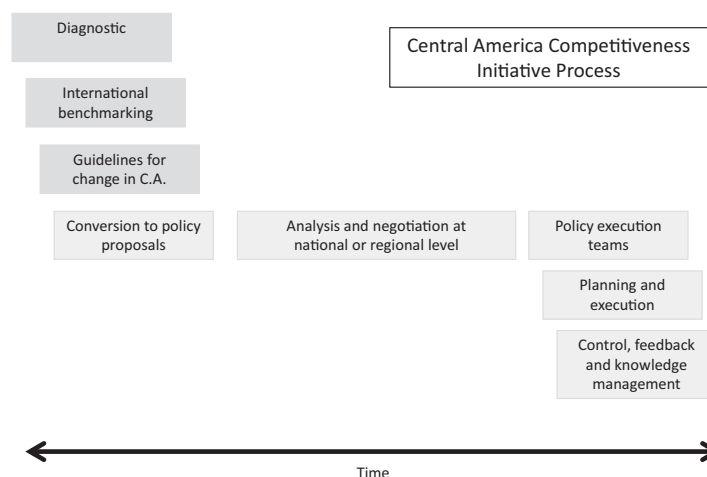 Diagnostic
Central America Competitiveness
Initiative Process
International
benchmarking
Guidelines for
change in C.A.
Conversion to policy
proposals
Analysis and negotiation at
national or regional level
Policy execution
teams
Planning and
execution
Control, feedback
and knowledge
management
Time